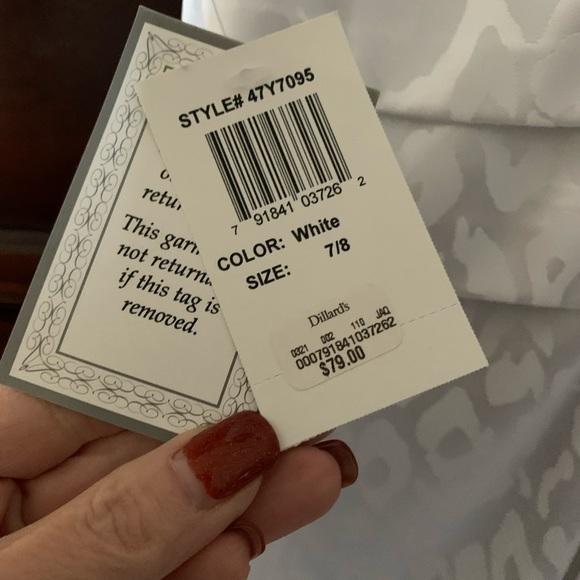 retu
This garm
not returna
if this tag is
removed.
STYLE# 47Y7095
7 91841 03726 2
COLOR: White
SIZE: 7/8
Dillard's
0321 002 110 JAQ
000791841037262
$79.00